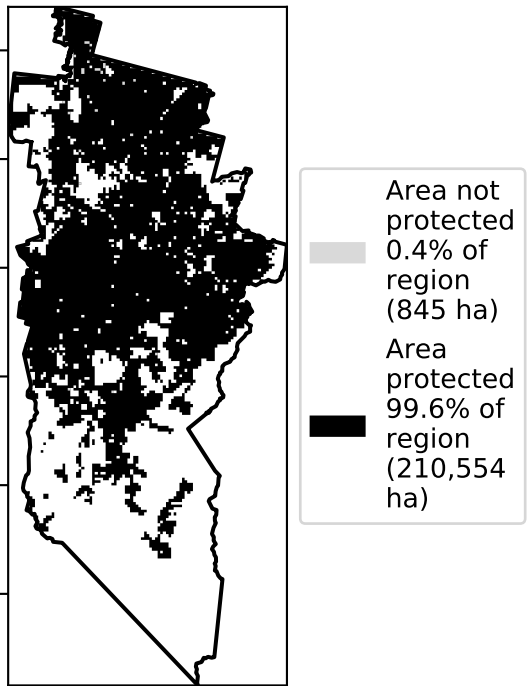 Area not
protected
0.4% of
region
(845 ha)
Area
protected
99.6% of
region
(210,554
ha)